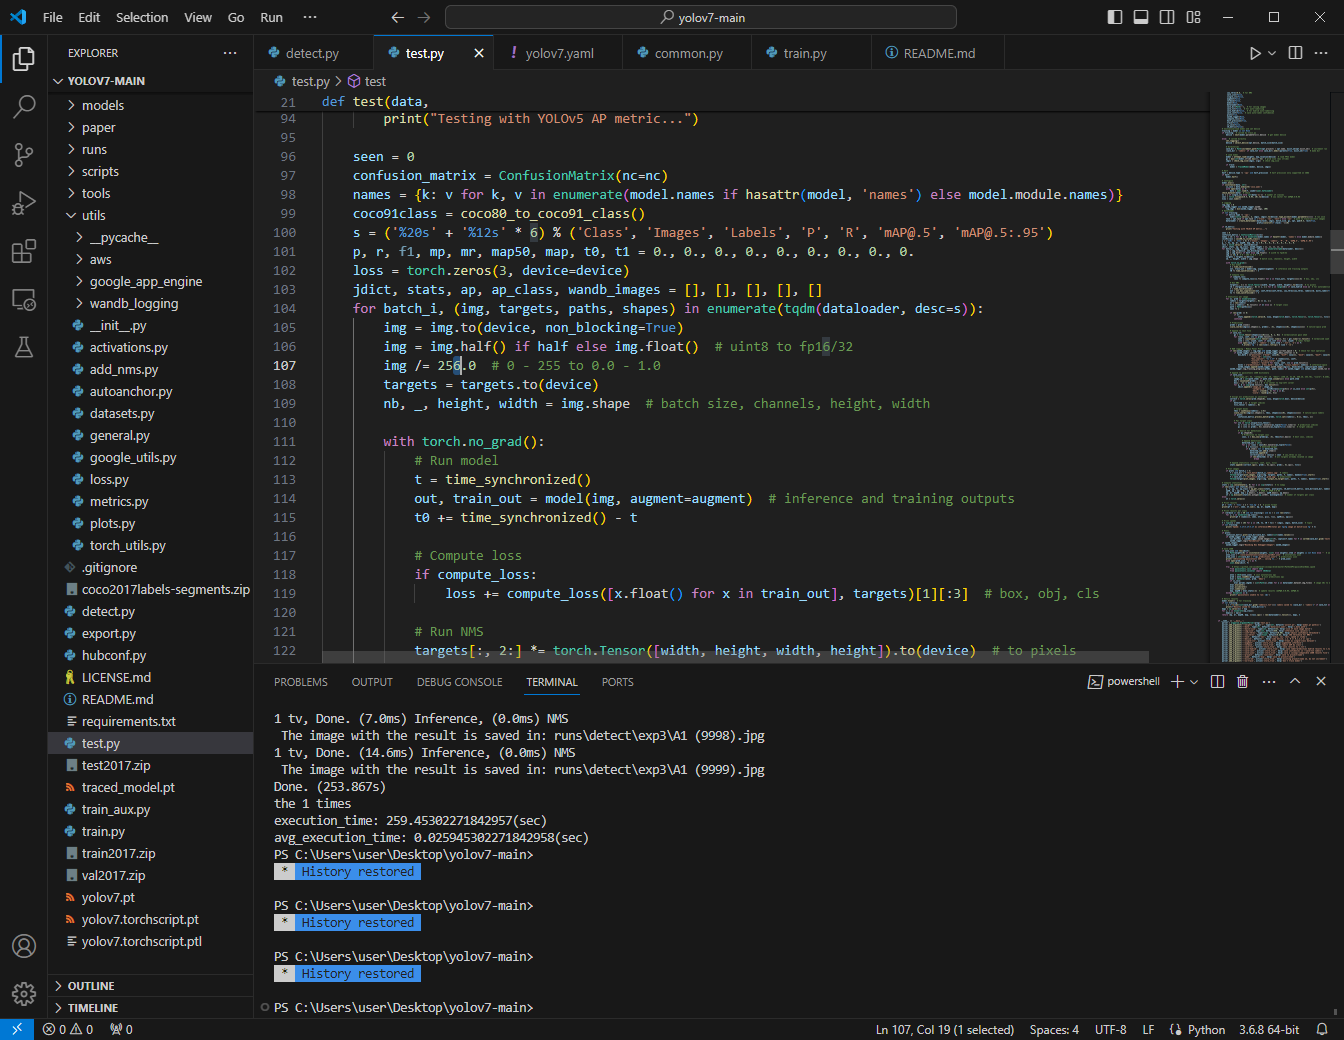 File Edit Selection View Go Run ··· yolov7-main
EXPLORER
YOLOV7-MAIN
models
paper
runs
scripts
tools
utils
__pycache__
aws
google_app_engine
wandb_logging
__init__.py
activations.py
add_nms.py
autoanchor.py
datasets.py
general.py
google_utils.py
loss.py
metrics.py
plots.py
torch_utils.py
.gitignore
coco2017labels-segments.zip
detect.py
export.py
hubconf.py
LICENSE.md
README.md
requirements.txt
test.py
test2017.zip
traced_model.pt
train_aux.py
train.py
train2017.zip
val2017.zip
yolov7.pt
yolov7.torchscript.pt
yolov7.torchscript.ptl
OUTLINE
TIMELINE
detect.py test.py yolov7.yaml common.py train.py README.md
test.py > test
21 def test(data,
94 print("Testing with YOLOv5 AP metric...")
95
96 seen = 0
97 confusion_matrix = ConfusionMatrix(nc=nc)
98 names = {k: v for k, v in enumerate(model.names if hasattr(model, 'names') else model.module.names)}
99 coco91class = coco80_to_coco91_class()
100 s = ('%20s' + '%12s' * 6) % ('Class', 'Images', 'Labels', 'P', 'R', 'mAP@.5', 'mAP@.5:.95')
101 p, r, f1, mp, mr, map50, map, t0, t1 = 0., 0., 0., 0., 0., 0., 0., 0., 0.
102 loss = torch.zeros(3, device=device)
103 jdict, stats, ap, ap_class, wandb_images = [], [], [], [], []
104 for batch_i, (img, targets, paths, shapes) in enumerate(tqdm(dataloader, desc=s)):
105 img = img.to(device, non_blocking=True)
106 img = img.half() if half else img.float()  # uint8 to fp16/32
107 img /= 256.0  # 0 - 255 to 0.0 - 1.0
108 targets = targets.to(device)
109 nb, _, height, width = img.shape  # batch size, channels, height, width
110
111 with torch.no_grad():
112 # Run model
113 t = time_synchronized()
114 out, train_out = model(img, augment=augment)  # inference and training outputs
115 t0 += time_synchronized() - t
116
117 # Compute loss
118 if compute_loss:
119 loss += compute_loss([x.float() for x in train_out], targets)[1][:3]  # box, obj, cls
120
121 # Run NMS
122 targets[:, 2:] *= torch.Tensor([width, height, width, height]).to(device)  # to pixels
PROBLEMS OUTPUT DEBUG CONSOLE TERMINAL PORTS powershell
1 tv, Done. (7.0ms) Inference, (0.0ms) NMS
The image with the result is saved in: runs\detect\exp3\A1 (9998).jpg
1 tv, Done. (14.6ms) Inference, (0.0ms) NMS
The image with the result is saved in: runs\detect\exp3\A1 (9999).jpg
Done. (253.867s)
the 1 times
execution_time: 259.45302271842957(sec)
avg_execution_time: 0.025945302271842958(sec)
PS C:\Users\user\Desktop\yolov7-main>
* History restored
PS C:\Users\user\Desktop\yolov7-main>
* History restored
PS C:\Users\user\Desktop\yolov7-main>
* History restored
PS C:\Users\user\Desktop\yolov7-main>
0 0 0 Ln 107, Col 19 (1 selected) Spaces: 4 UTF-8 LF Python 3.6.8 64-bit